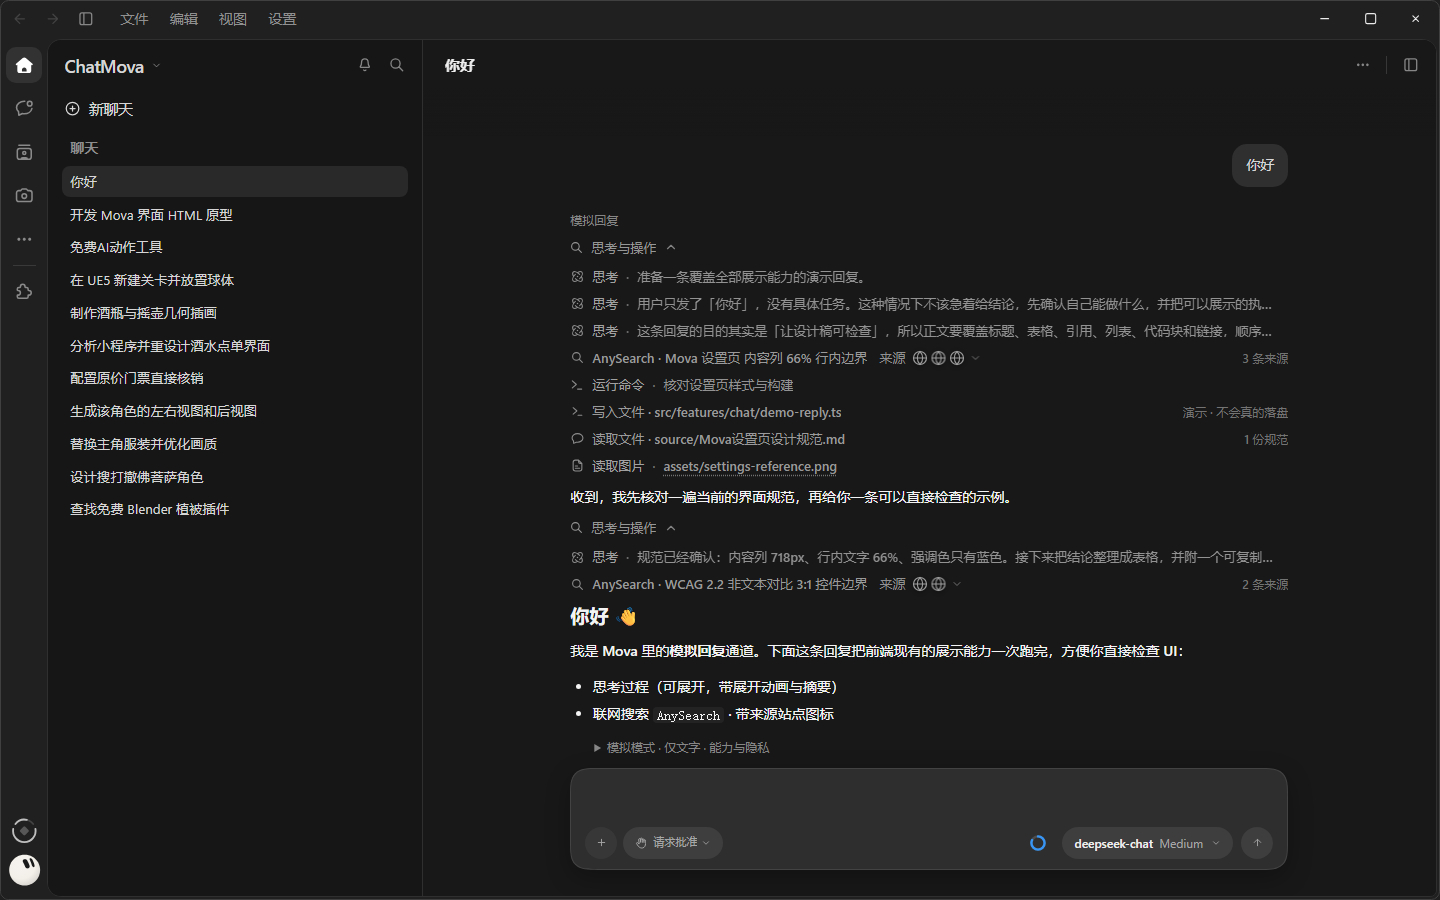 文件 编辑 视图 设置
ChatMova
新聊天
聊天
你好
开发 Mova 界面 HTML 原型
免费AI动作工具
在 UE5 新建关卡并放置球体
制作酒瓶与摇壶几何插画
分析小程序并重设计酒水点单界面
配置原价门票直接核销
生成该角色的左右视图和后视图
替换主角服装并优化画质
设计搜打撤佛菩萨角色
查找免费 Blender 植被插件
你好
你好
模拟回复
思考与操作
思考 · 准备一条覆盖全部展示能力的演示回复。
思考 · 用户只发了「你好」，没有具体任务。这种情况下不该急着给结论，先确认自己能做什么，并把可以展示的执...
思考 · 这条回复的目的其实是「让设计稿可检查」，所以正文要覆盖标题、表格、引用、列表、代码块和链接，顺序...
AnySearch · Mova 设置页 内容列 66% 行内边界 来源 3 条来源
运行命令 · 核对设置页样式与构建
写入文件 · src/features/chat/demo-reply.ts 演示 · 不会真的落盘
读取文件 · source/Mova设置页设计规范.md 1 份规范
读取图片 · assets/settings-reference.png
收到，我先核对一遍当前的界面规范，再给你一条可以直接检查的示例。
思考与操作
思考 · 规范已经确认：内容列 718px、行内文字 66%、强调色只有蓝色。接下来把结论整理成表格，并附一个可复制...
AnySearch · WCAG 2.2 非文本对比 3:1 控件边界 来源 2 条来源
你好 👋
我是 Mova 里的模拟回复通道。下面这条回复把前端现有的展示能力一次跑完，方便你直接检查 UI：
• 思考过程（可展开，带展开动画与摘要）
• 联网搜索 AnySearch · 带来源站点图标
▶ 模拟模式 · 仅文字 · 能力与隐私
请求批准
deepseek-chat Medium